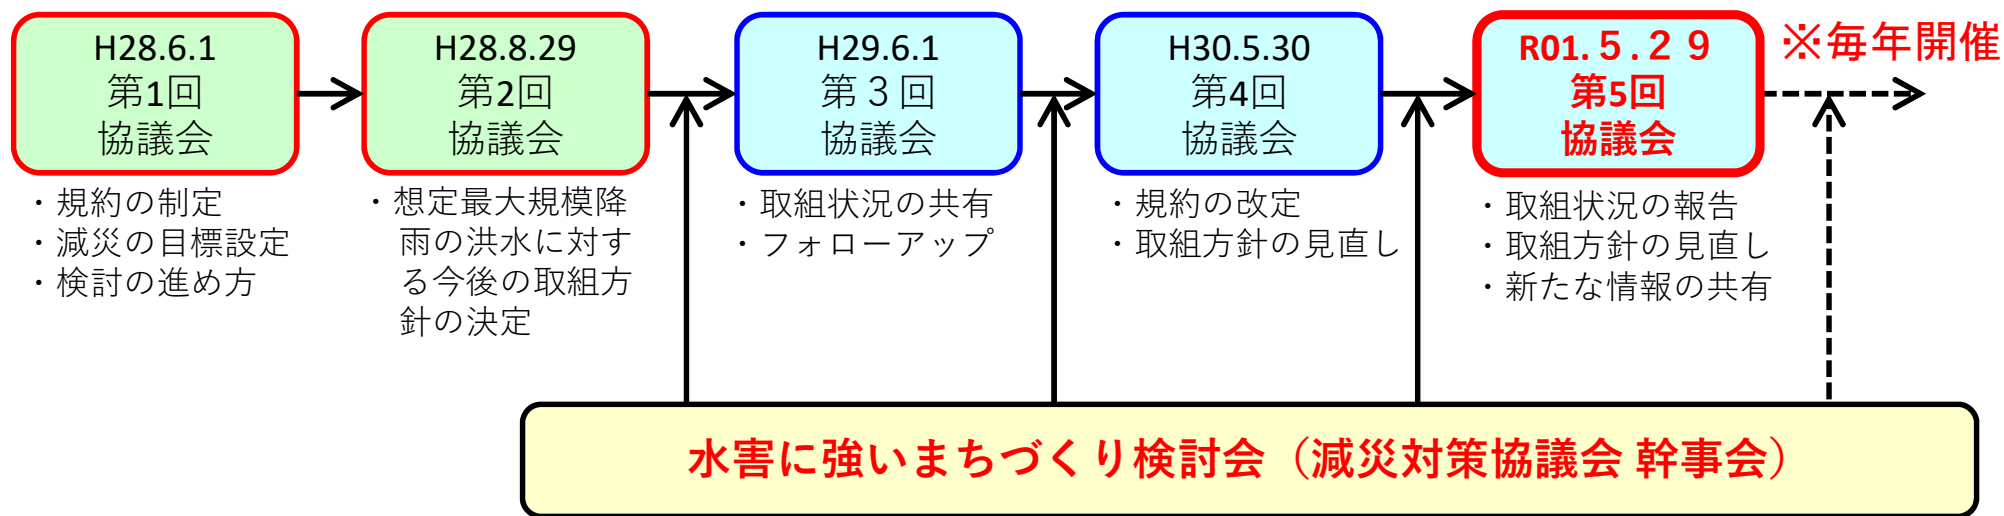 H28.6.1
第1回
協議会
・規約の制定
・減災の目標設定
・検討の進め方
H28.8.29
第2回
協議会
・想定最大規模降
雨の洪水に対す
る今後の取組方
針の決定
H29.6.1
第３回
協議会
・取組状況の共有
・フォローアップ
H30.5.30
第4回
協議会
・規約の改定
・取組方針の見直し
R01.５.２９
第5回
協議会
・取組状況の報告
・取組方針の見直し
・新たな情報の共有
※毎年開催
水害に強いまちづくり検討会（減災対策協議会 幹事会）